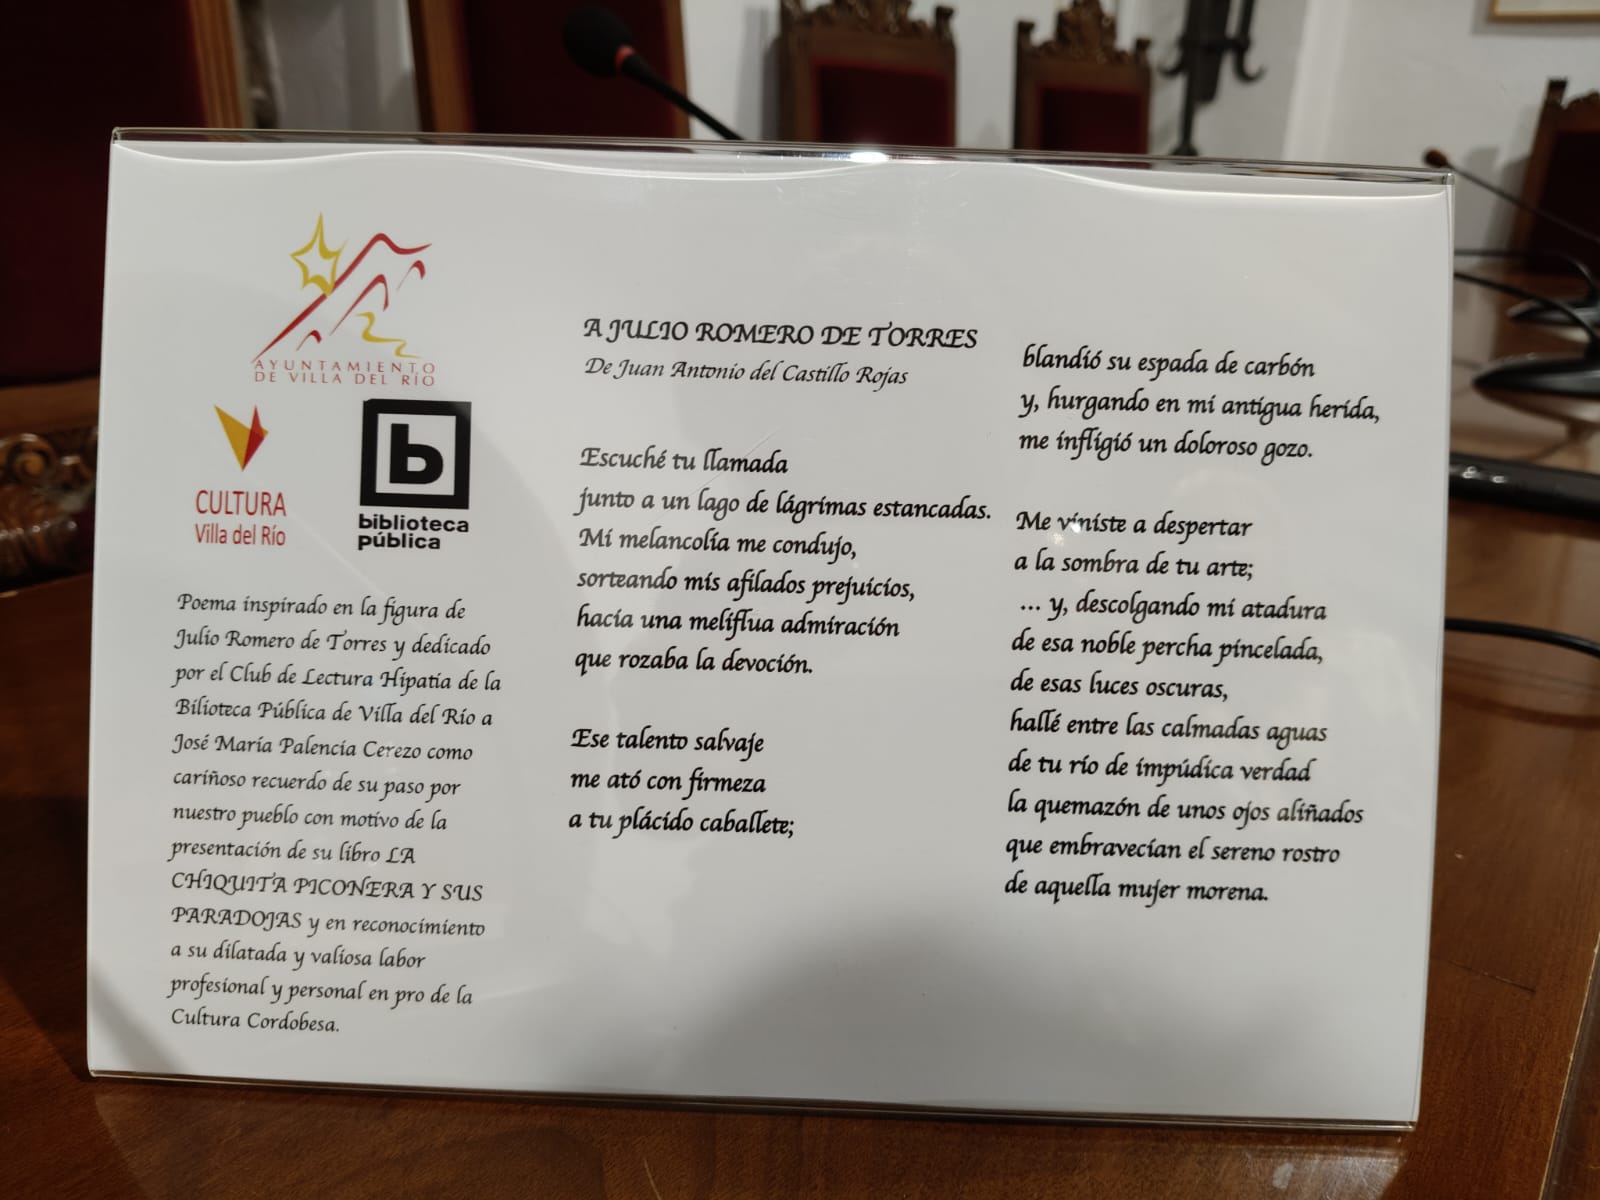 AYUNTAMIENTO
DE VILLA DEL RÍO
CULTURA
Villa del Río
b
biblioteca
pública
Poema inspirado en la figura de
Julio Romero de Torres y dedicado
por el Club de Lectura Hipatia de la
Bilioteca Pública de Villa del Río a
José María Palencia Cerezo como
cariñoso recuerdo de su paso por
nuestro pueblo con motivo de la
presentación de su libro LA
CHIQUITA PICONERA Y SUS
PARADOJAS y en reconocimiento
a su dilatada y valiosa labor
profesional y personal en pro de la
Cultura Cordobesa.
A JULIO ROMERO DE TORRES
De Juan Antonio del Castillo Rojas
Escuché tu llamada
junto a un lago de lágrimas estancadas.
Mi melancolía me condujo,
sorteando mis afilados prejuicios,
hacia una meliflua admiración
que rozaba la devoción.
Ese talento salvaje
me ató con firmeza
a tu plácido caballete;
blandió su espada de carbón
y, hurgando en mi antigua herida,
me infligió un doloroso gozo.
Me viniste a despertar
a la sombra de tu arte;
... y, descolgando mi atadura
de esa noble percha pincelada,
de esas luces oscuras,
hallé entre las calmadas aguas
de tu río de impúdica verdad
la quemazón de unos ojos aliñados
que embravecían el sereno rostro
de aquella mujer morena.